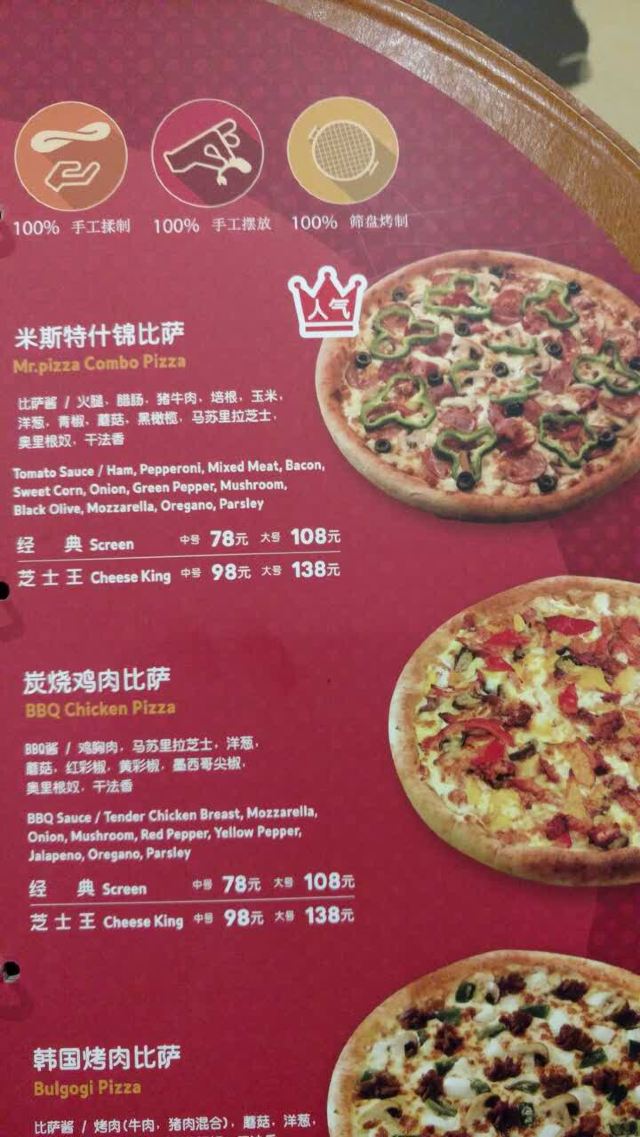 100% 手工揉制 100% 手工摆放 100% 筛盘烤制
人气
米斯特什锦比萨
Mr.pizza Combo Pizza
比萨酱 / 火腿，腊肠，猪牛肉，培根，玉米，
洋葱，青椒，蘑菇，黑橄榄，马苏里拉芝士，
奥里根奴，干法香
Tomato Sauce / Ham, Pepperoni, Mixed Meat, Bacon,
Sweet Corn, Onion, Green Pepper, Mushroom,
Black Olive, Mozzarella, Oregano, Parsley
经 典 Screen 中号 78元 大号 108元
芝士王 Cheese King 中号 98元 大号 138元
炭烧鸡肉比萨
BBQ Chicken Pizza
BBQ酱 / 鸡胸肉，马苏里拉芝士，洋葱，
蘑菇，红彩椒，黄彩椒，墨西哥尖椒，
奥里根奴，干法香
BBQ Sauce / Tender Chicken Breast, Mozzarella,
Onion, Mushroom, Red Pepper, Yellow Pepper,
Jalapeno, Oregano, Parsley
经 典 Screen 中号 78元 大号 108元
芝士王 Cheese King 中号 98元 大号 138元
韩国烤肉比萨
Bulgogi Pizza
比萨酱 / 烤肉(牛肉，猪肉混合)，蘑菇，洋葱，